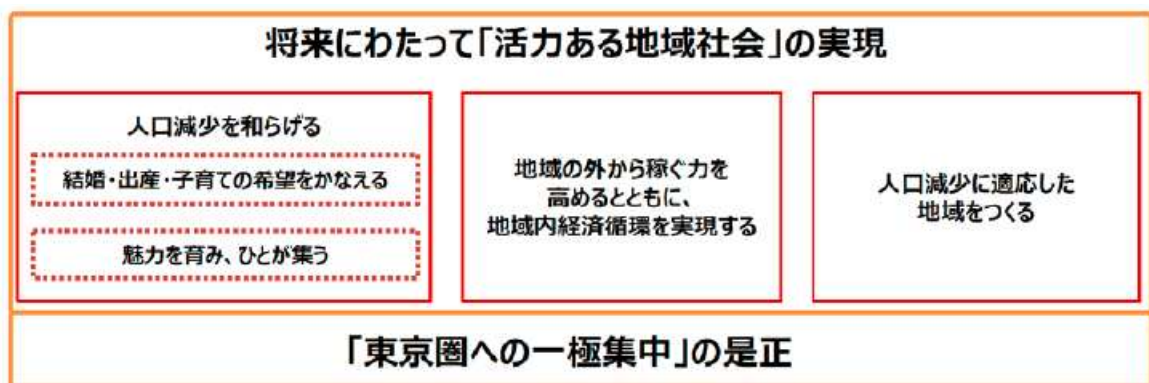 将来にわたって「活力ある地域社会」の実現
人口減少を和らげる
結婚・出産・子育ての希望をかなえる
魅力を育み、ひとが集う
地域の外から稼ぐ力を
高めるとともに、
地域内経済循環を実現する
人口減少に適応した
地域をつくる
「東京圏への一極集中」の是正